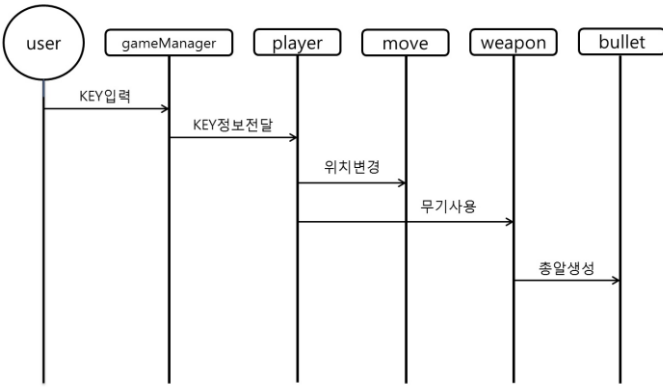 user
gameManager
player
move
weapon
bullet
KEY입력
KEY정보전달
위치변경
무기사용
총알생성